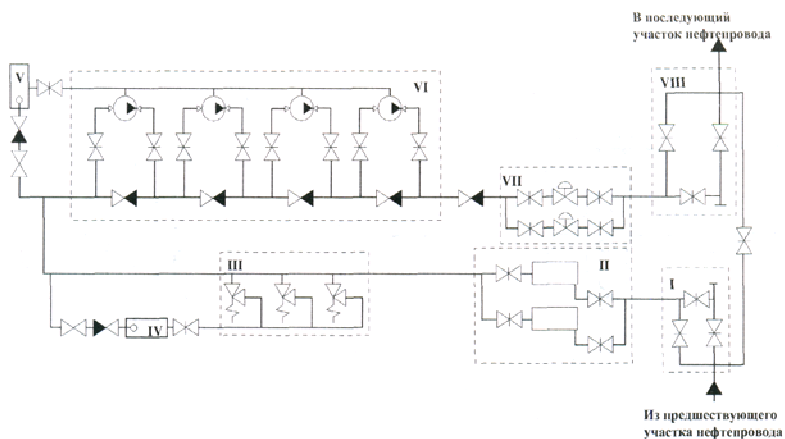 В последующий
участок нефтепровода
V
VI
VIII
VII
III
II
I
IV
Из предшествующего
участка нефтепровода